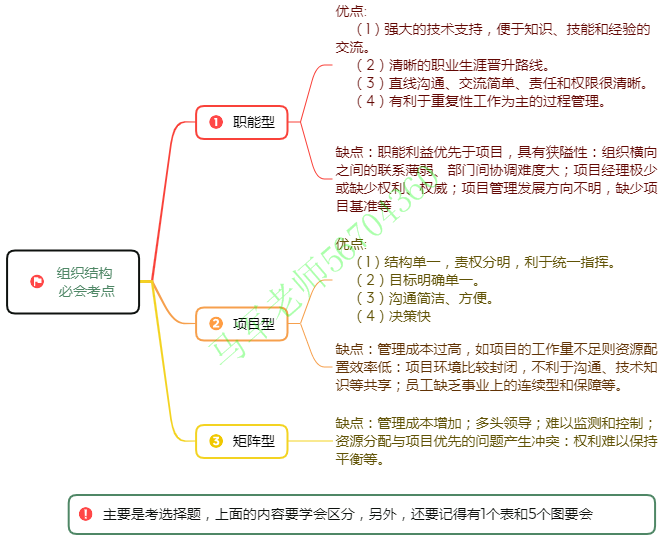 优点:
（1）强大的技术支持，便于知识、技能和经验的
交流。
（2）清晰的职业生涯晋升路线。
（3）直线沟通、交流简单、责任和权限很清晰。
（4）有利于重复性工作为主的过程管理。
1 职能型
缺点：职能利益优先于项目，具有狭隘性：组织横向
之间的联系薄弱、部门间协调难度大；项目经理极少
或缺少权利、权威；项目管理发展方向不明，缺少项
目基准等
优点:
（1）结构单一，责权分明，利于统一指挥。
（2）目标明确单一。
（3）沟通简洁、方便。
（4）决策快
组织结构
必会考点
2 项目型
缺点：管理成本过高，如项目的工作量不足则资源配
置效率低：项目环境比较封闭，不利于沟通、技术知
识等共享；员工缺乏事业上的连续型和保障等。
3 矩阵型
缺点：管理成本增加；多头领导；难以监测和控制；
资源分配与项目优先的问题产生冲突：权利难以保持
平衡等。
! 主要是考选择题，上面的内容要学会区分，另外，还要记得有1个表和5个图要会